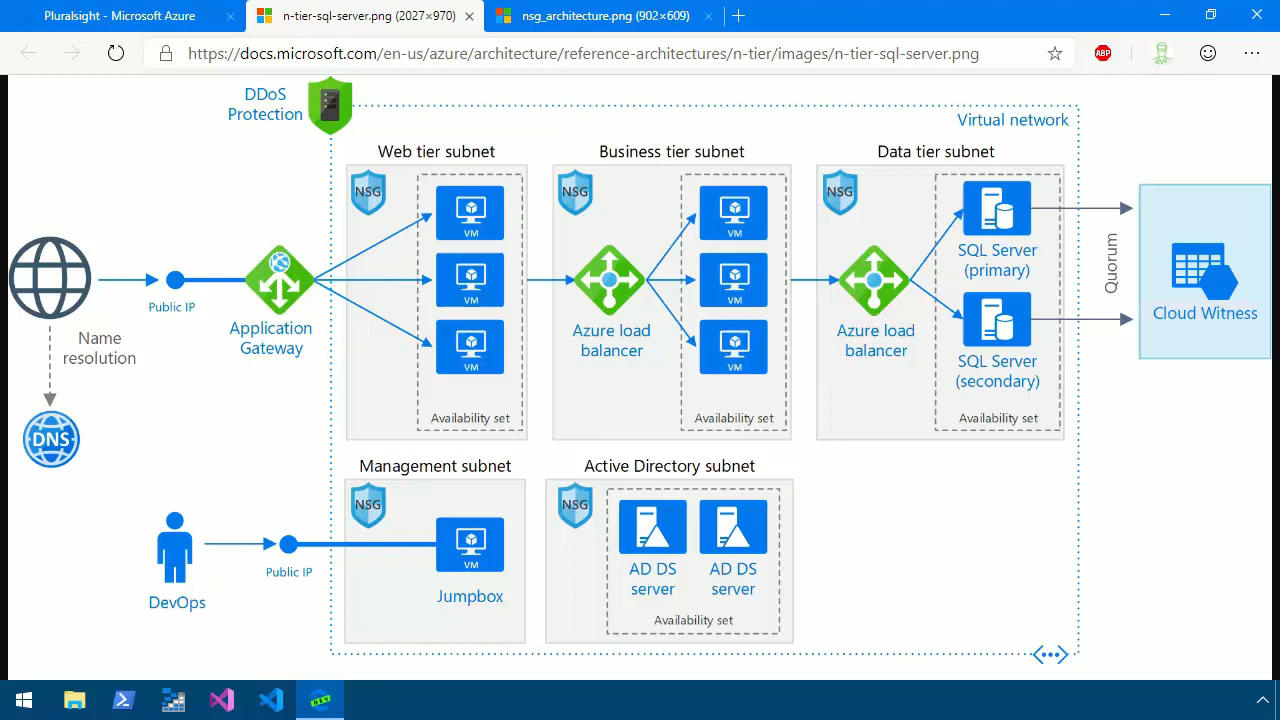 Pluralsight - Microsoft Azure
n-tier-sql-server.png (2027×970)
nsg_architecture.png (902×609)
https://docs.microsoft.com/en-us/azure/architecture/reference-architectures/n-tier/images/n-tier-sql-server.png
ABP
DDoS
Protection
Virtual network
Web tier subnet
Business tier subnet
Data tier subnet
NSG
VM
VM
VM
Availability set
NSG
VM
VM
VM
Availability set
NSG
SQL Server
(primary)
SQL Server
(secondary)
Availability set
Public IP
Application
Gateway
Azure load
balancer
Azure load
balancer
Quorum
Cloud Witness
Name
resolution
DNS
Management subnet
Active Directory subnet
NSG
VM
Jumpbox
NSG
AD DS
server
AD DS
server
Availability set
Public IP
DevOps
DEV